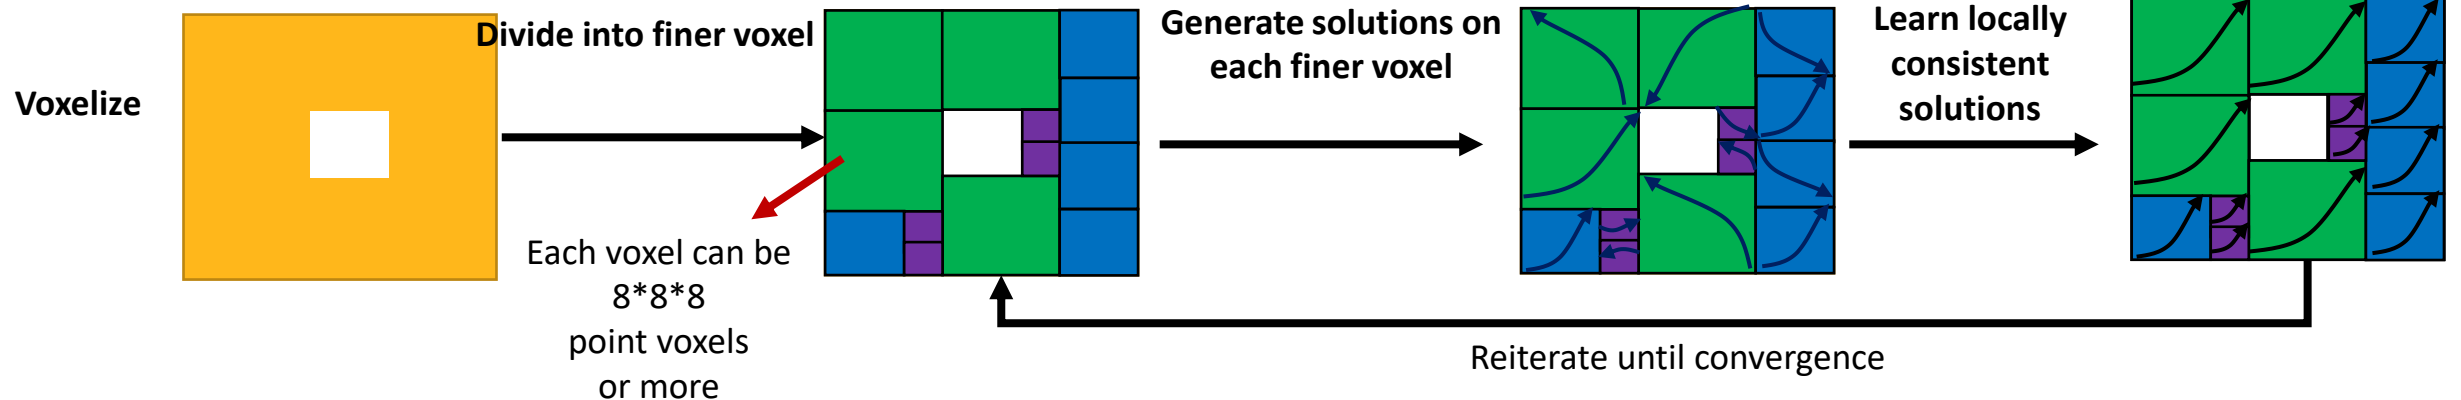 Voxelize
Divide into finer voxel
Each voxel can be
8*8*8
point voxels
or more
Generate solutions on
each finer voxel
Learn locally
consistent
solutions
Reiterate until convergence